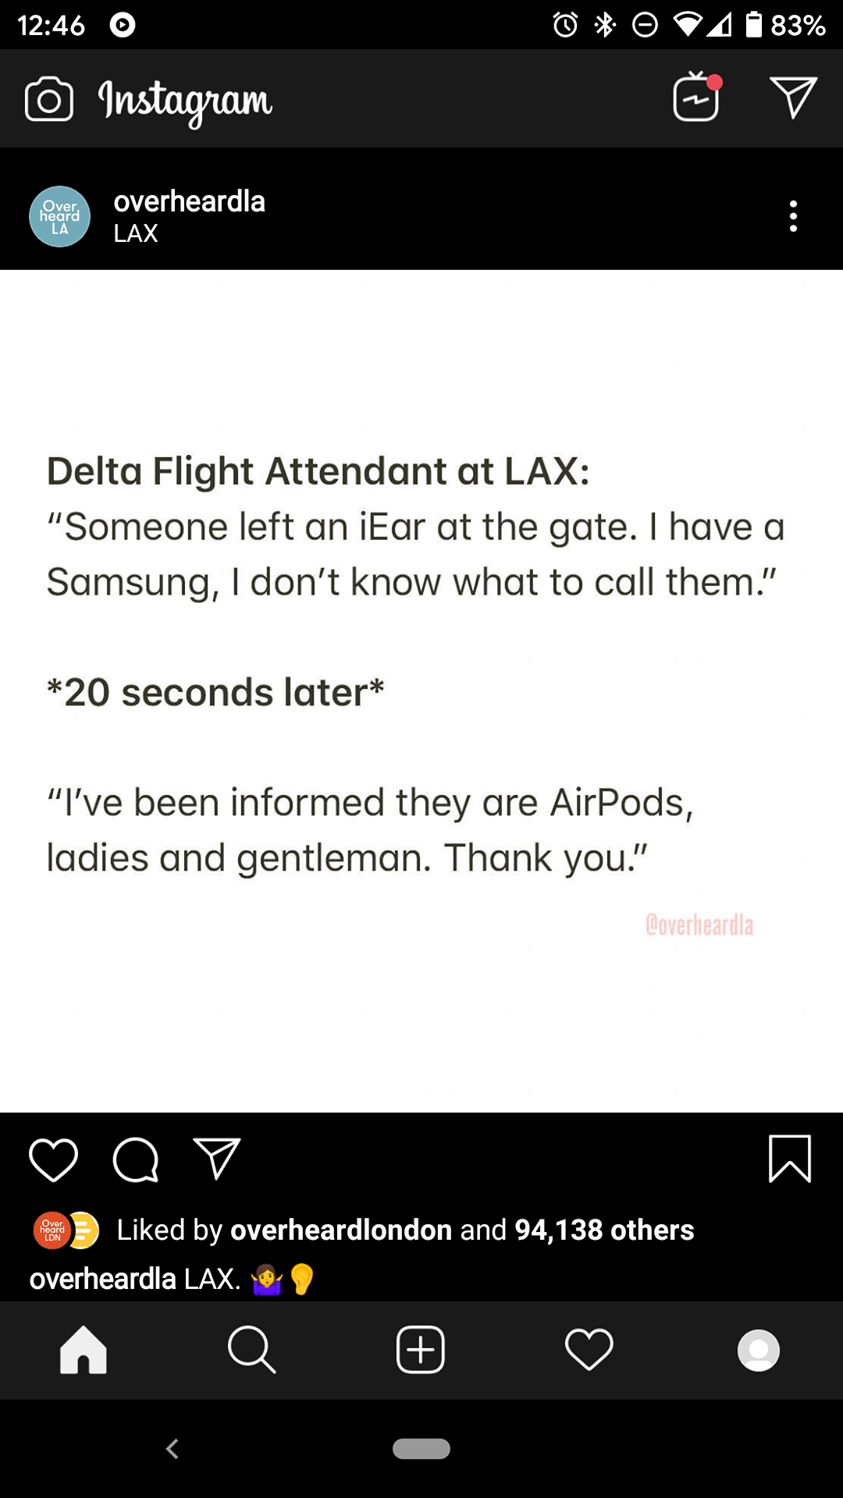 12:46 83%
Instagram
Over
heard
LA
overheardla
LAX
Delta Flight Attendant at LAX:
“Someone left an iEar at the gate. I have a
Samsung, I don’t know what to call them.”
*20 seconds later*
“I’ve been informed they are AirPods,
ladies and gentleman. Thank you.”
@overheardla
Over
heard
LDN
Liked by overheardlondon and 94,138 others
overheardla LAX. 🤷‍♀️👂